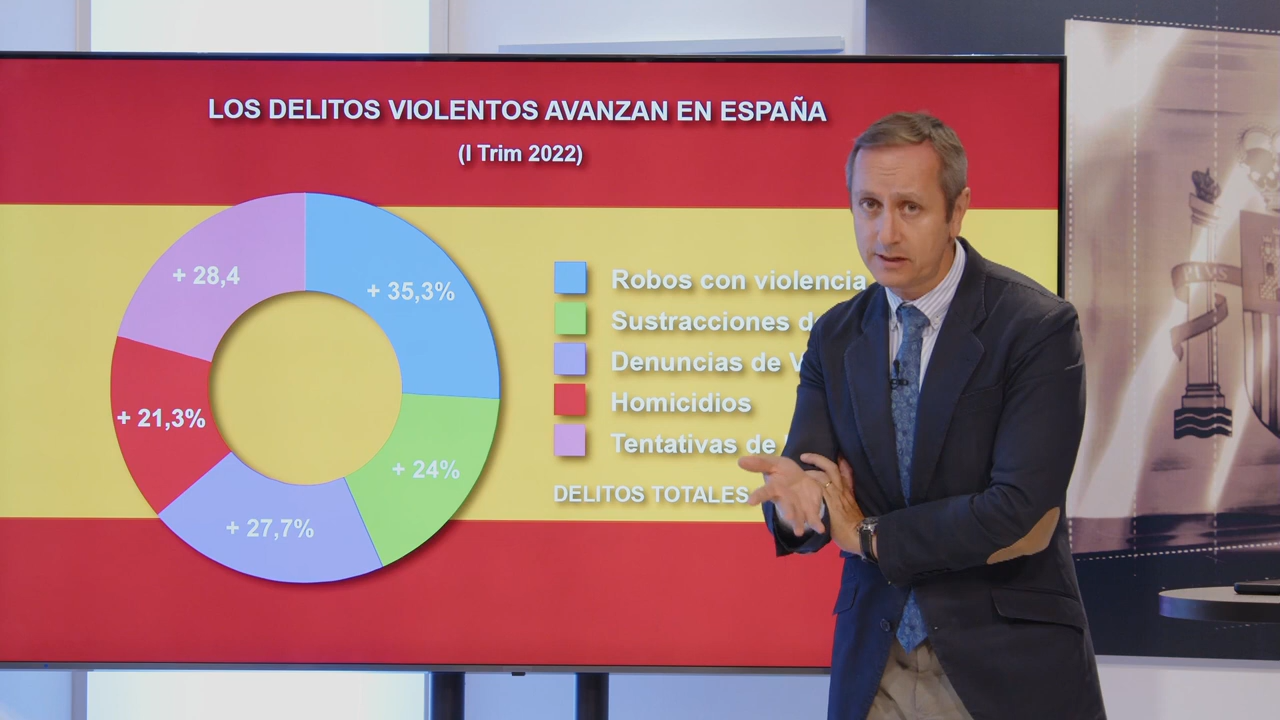 LOS DELITOS VIOLENTOS AVANZAN EN ESPAÑA
(I Trim 2022)
+ 28,4
+ 35,3%
+ 21,3%
+ 24%
+ 27,7%
Robos con violencia
Sustracciones
Denuncias de
Homicidios
Tentativas de
DELITOS TOTALES
PLVS